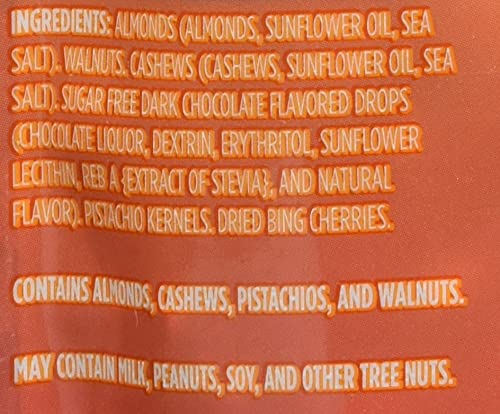 INGREDIENTS: ALMONDS (ALMONDS, SUNFLOWER OIL, SEA
SALT). WALNUTS. CASHEWS (CASHEWS, SUNFLOWER OIL, SEA
SALT). SUGAR FREE DARK CHOCOLATE FLAVORED DROPS
(CHOCOLATE LIQUOR, DEXTRIN, ERYTHRITOL, SUNFLOWER
LECITHIN, REB A {EXTRACT OF STEVIA}, AND NATURAL
FLAVOR). PISTACHIO KERNELS. DRIED BING CHERRIES.
CONTAINS ALMONDS, CASHEWS, PISTACHIOS, AND WALNUTS.
MAY CONTAIN MILK, PEANUTS, SOY, AND OTHER TREE NUTS.